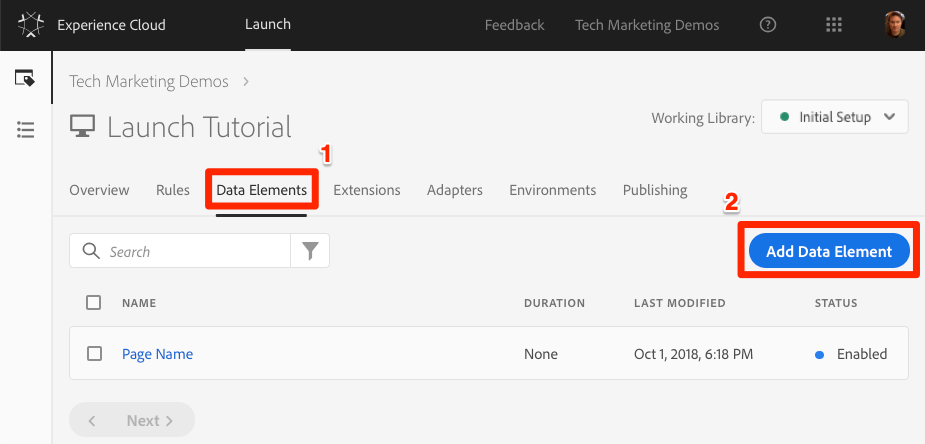 Experience Cloud Launch Feedback Tech Marketing Demos ?
Tech Marketing Demos >
Launch Tutorial
Working Library: Initial Setup
1
Overview Rules Data Elements Extensions Adapters Environments Publishing
2
Search
Add Data Element
NAME DURATION LAST MODIFIED STATUS
Page Name None Oct 1, 2018, 6:18 PM Enabled
< Next >